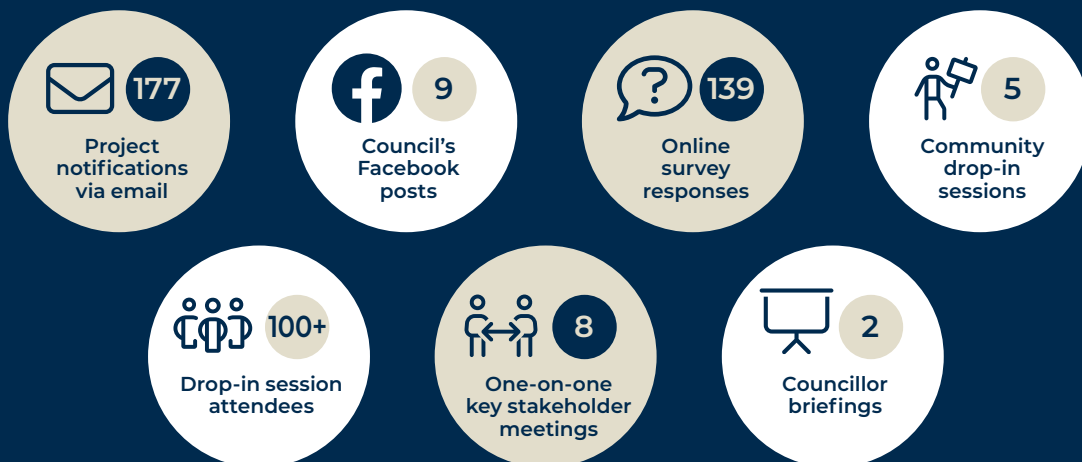 177
Project
notifications
via email
9
Council’s
Facebook
posts
139
Online
survey
responses
5
Community
drop-in
sessions
100+
Drop-in session
attendees
8
One-on-one
key stakeholder
meetings
2
Councillor
briefings